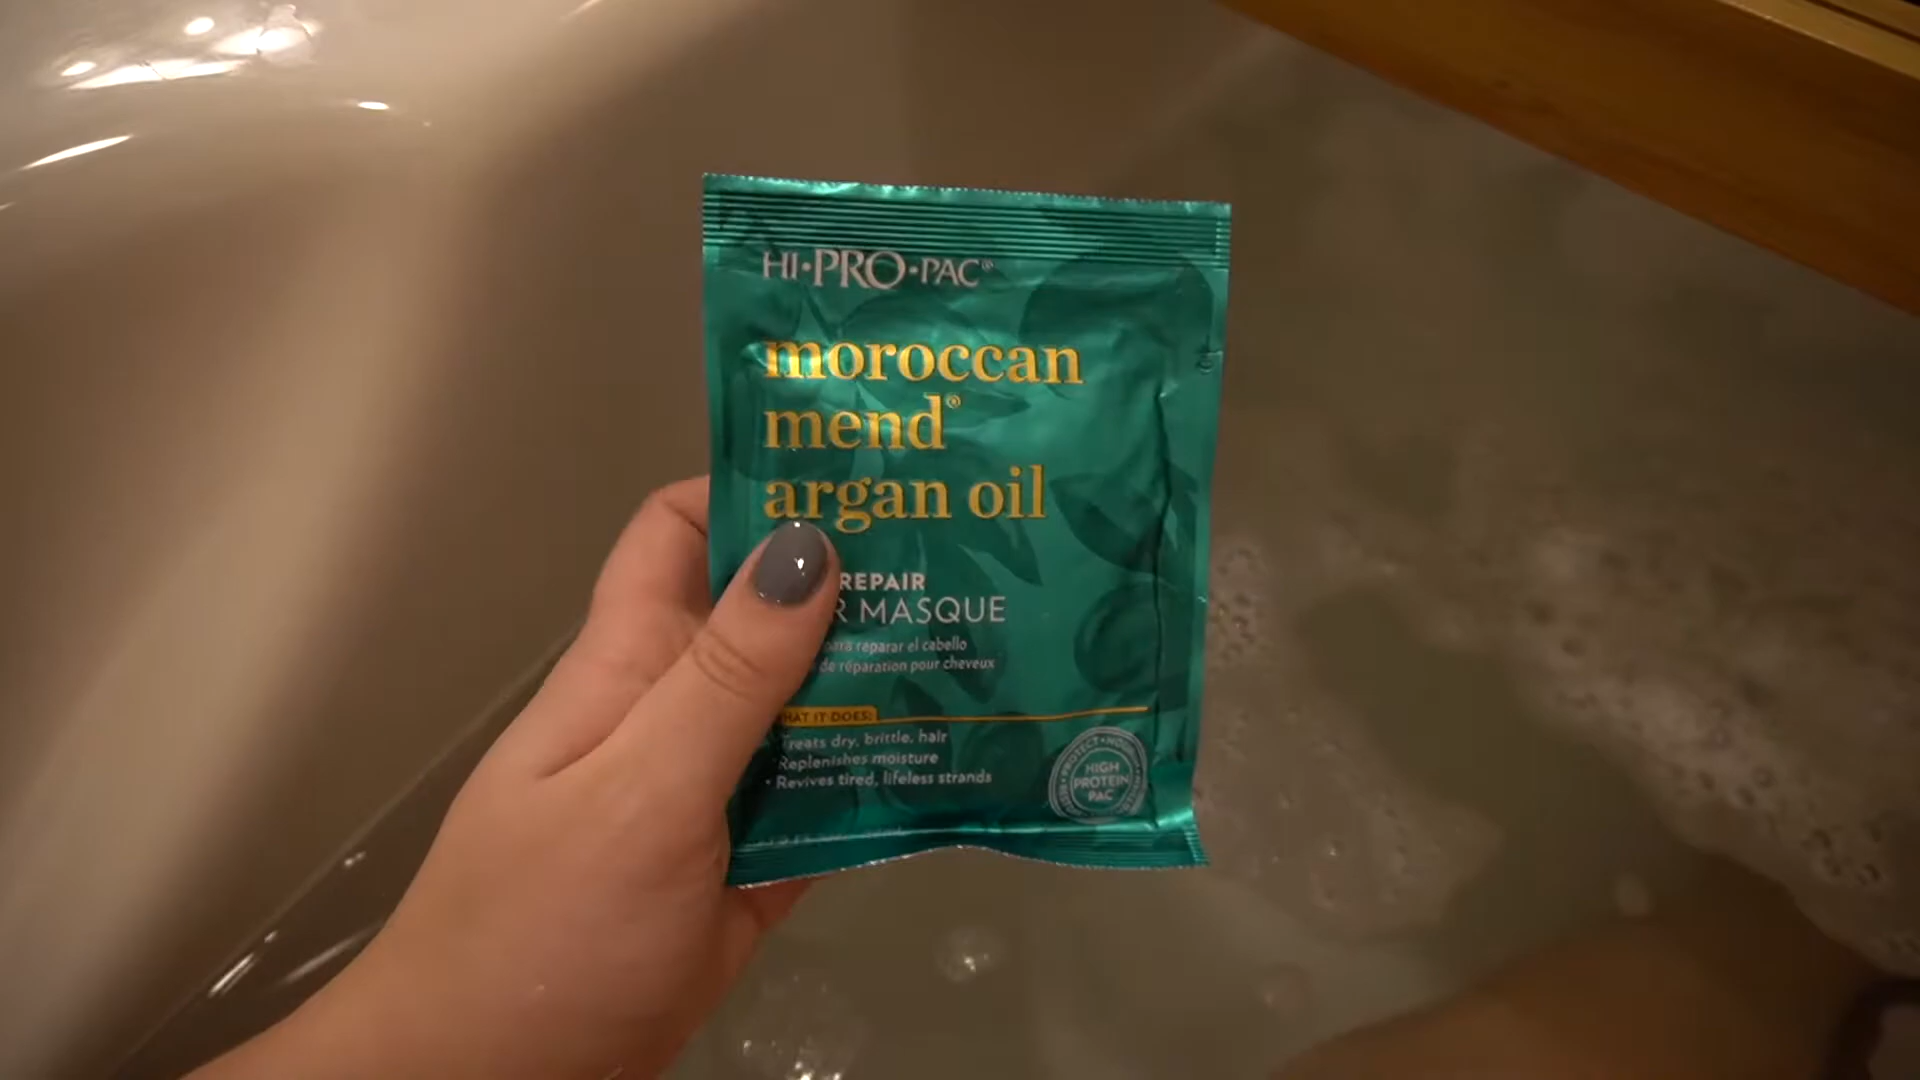 HI•PRO•PAC®
moroccan
mend®
argan oil
REPAIR
R MASQUE
para reparar el cabello
de réparation pour cheveux
HAT IT DOES:
Treats dry, brittle, hair
Replenishes moisture
• Revives tired, lifeless strands
HIGH
PROTEIN
PAC
PROTECT •